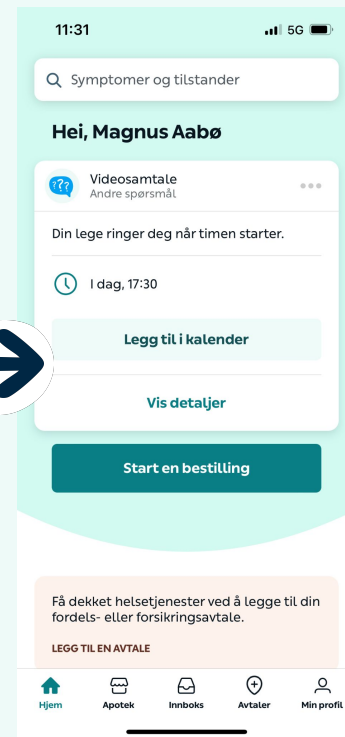 11:31
5G
Symptomer og tilstander
Hei, Magnus Aabø
???
Videosamtale
Andre spørsmål
Din lege ringer deg når timen starter.
I dag, 17:30
Legg til i kalender
Vis detaljer
Start en bestilling
Få dekket helsetjenester ved å legge til din
fordels- eller forsikringsavtale.
LEGG TIL EN AVTALE
Hjem
Apotek
Innboks
Avtaler
Min profil